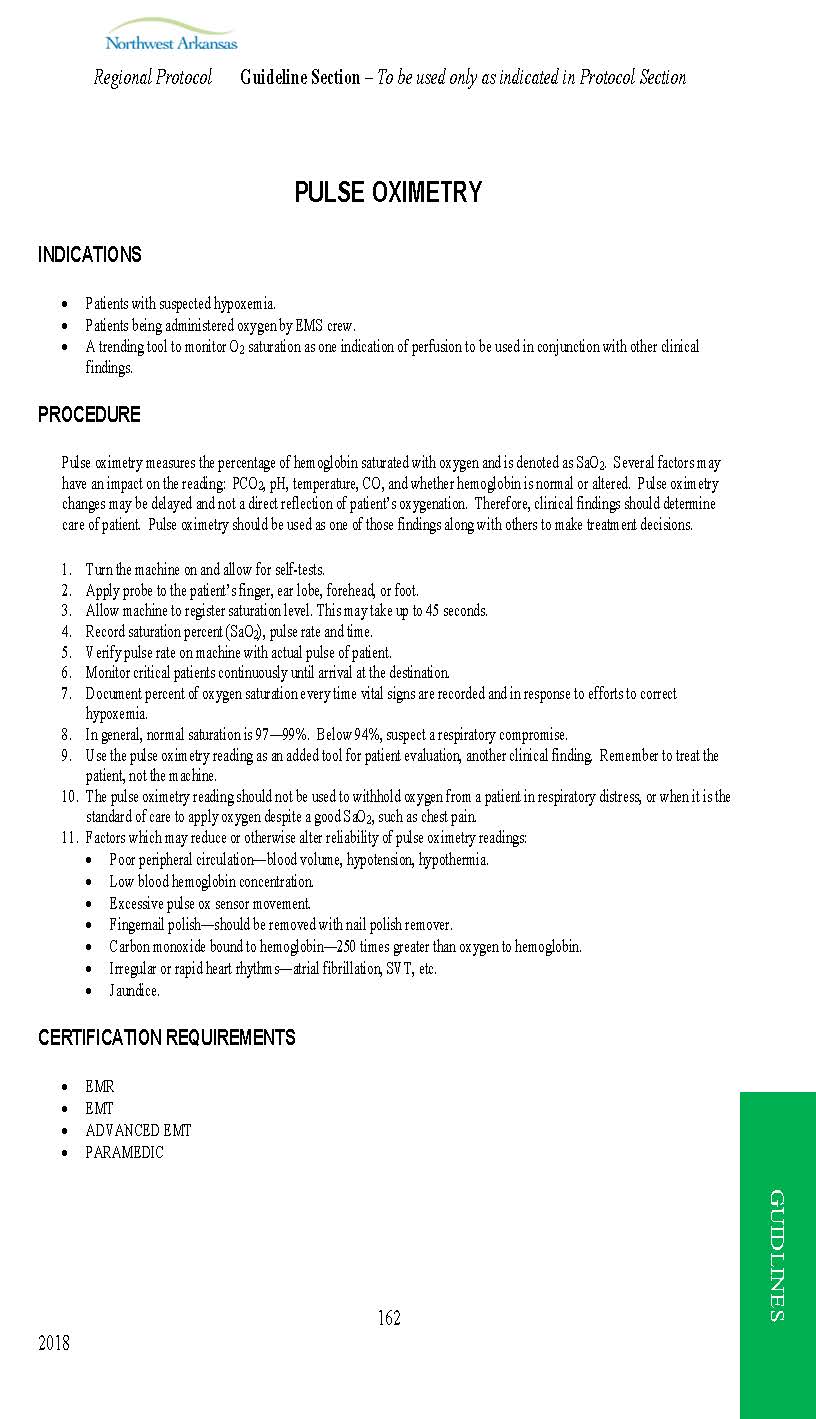 Northwest Arkansas
Regional Protocol Guideline Section – To be used only as indicated in Protocol Section
PULSE OXIMETRY
INDICATIONS
• Patients with suspected hypoxemia.
• Patients being administered oxygen by EMS crew.
• A trending tool to monitor O2 saturation as one indication of perfusion to be used in conjunction with other clinical
findings.
PROCEDURE
Pulse oximetry measures the percentage of hemoglobin saturated with oxygen and is denoted as SaO2. Several factors may
have an impact on the reading: PCO2, pH, temperature, CO, and whether hemoglobin is normal or altered. Pulse oximetry
changes may be delayed and not a direct reflection of patient's oxygenation. Therefore, clinical findings should determine
care of patient. Pulse oximetry should be used as one of those findings along with others to make treatment decisions.
1. Turn the machine on and allow for self-tests.
2. Apply probe to the patient's finger, ear lobe, forehead, or foot.
3. Allow machine to register saturation level. This may take up to 45 seconds.
4. Record saturation percent (SaO2), pulse rate and time.
5. Verify pulse rate on machine with actual pulse of patient.
6. Monitor critical patients continuously until arrival at the destination.
7. Document percent of oxygen saturation every time vital signs are recorded and in response to efforts to correct
hypoxemia.
8. In general, normal saturation is 97—99%. Below 94%, suspect a respiratory compromise.
9. Use the pulse oximetry reading as an added tool for patient evaluation, another clinical finding. Remember to treat the
patient, not the machine.
10. The pulse oximetry reading should not be used to withhold oxygen from a patient in respiratory distress, or when it is the
standard of care to apply oxygen despite a good SaO2, such as chest pain.
11. Factors which may reduce or otherwise alter reliability of pulse oximetry readings:
• Poor peripheral circulation—blood volume, hypotension, hypothermia.
• Low blood hemoglobin concentration.
• Excessive pulse ox sensor movement.
• Fingernail polish—should be removed with nail polish remover.
• Carbon monoxide bound to hemoglobin—250 times greater than oxygen to hemoglobin.
• Irregular or rapid heart rhythms—atrial fibrillation, SVT, etc.
• Jaundice.
CERTIFICATION REQUIREMENTS
• EMR
• EMT
• ADVANCED EMT
• PARAMEDIC
GUIDLINES
162
2018